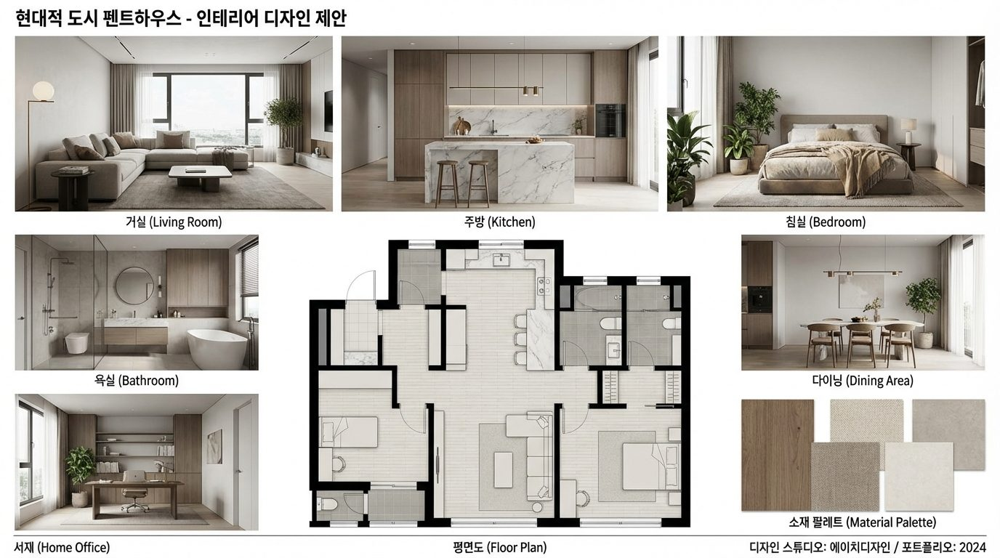 현대적 도시 펜트하우스 - 인테리어 디자인 제안
거실 (Living Room)
주방 (Kitchen)
침실 (Bedroom)
욕실 (Bathroom)
다이닝 (Dining Area)
소재 팔레트 (Material Palette)
서재 (Home Office)
평면도 (Floor Plan)
디자인 스튜디오: 에이치디자인 / 포트폴리오: 2024